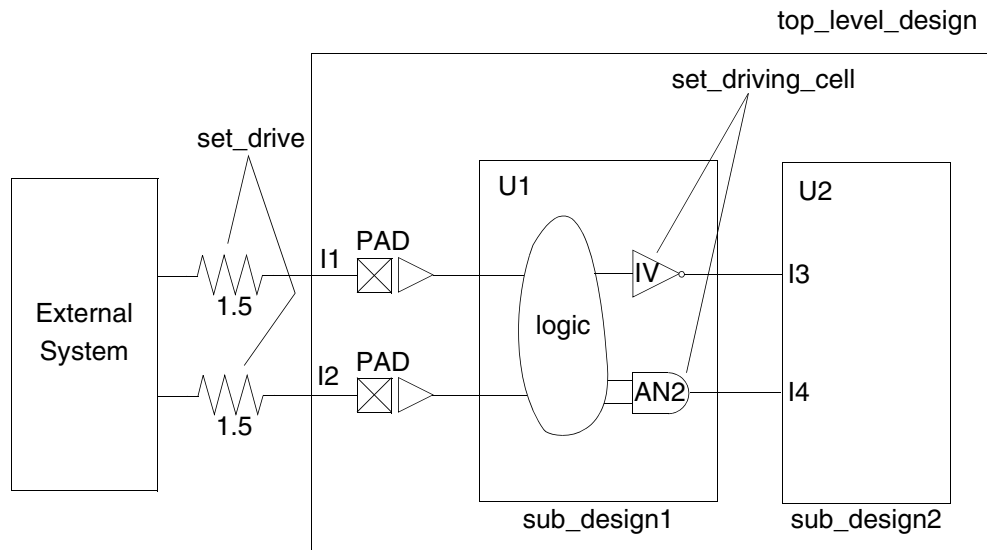 top_level_design
set_driving_cell
set_drive
U1
U2
I1
PAD
IV
I3
1.5
External
System
logic
I2
PAD
AN2
I4
1.5
sub_design1
sub_design2